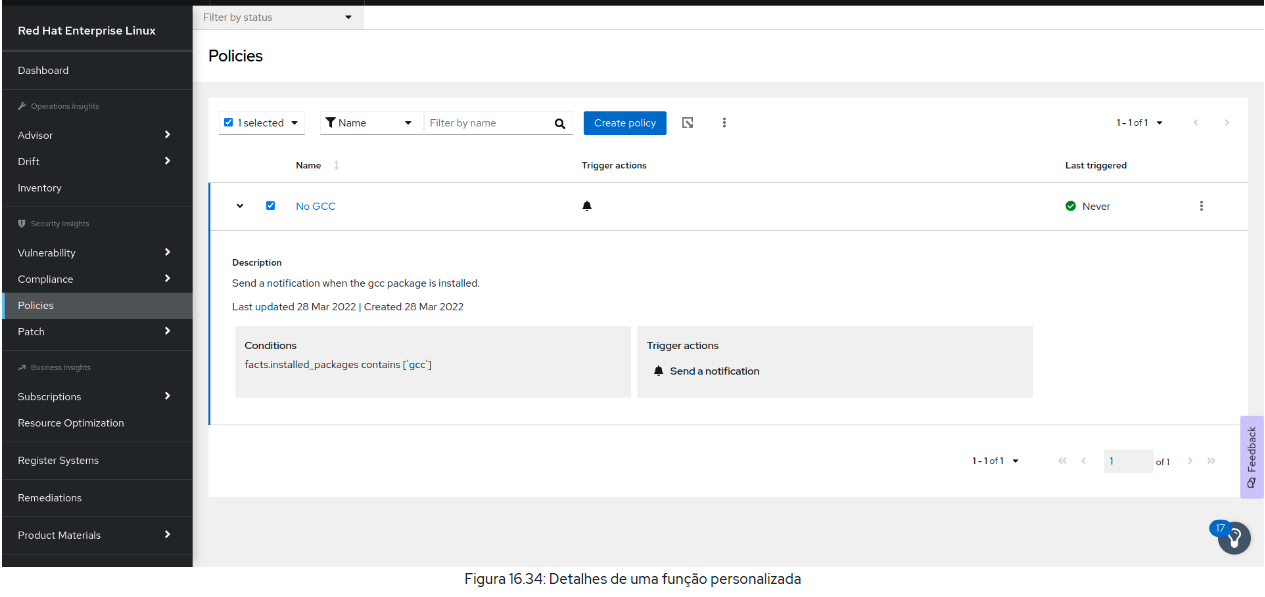 Filter by status
Red Hat Enterprise Linux
Dashboard
Operations Insights
Advisor
Drift
Inventory
Security Insights
Vulnerability
Compliance
Policies
Patch
Business Insights
Subscriptions
Resource Optimization
Register Systems
Remediations
Product Materials
Policies
1 selected
Name
Filter by name
Create policy
1 - 1 of 1
Name
Trigger actions
Last triggered
No GCC
Never
Description
Send a notification when the gcc package is installed.
Last updated 28 Mar 2022 | Created 28 Mar 2022
Conditions
facts.installed_packages contains ['gcc']
Trigger actions
Send a notification
1 - 1 of 1
1
of 1
Feedback
17
Figura 16.34: Detalhes de uma função personalizada